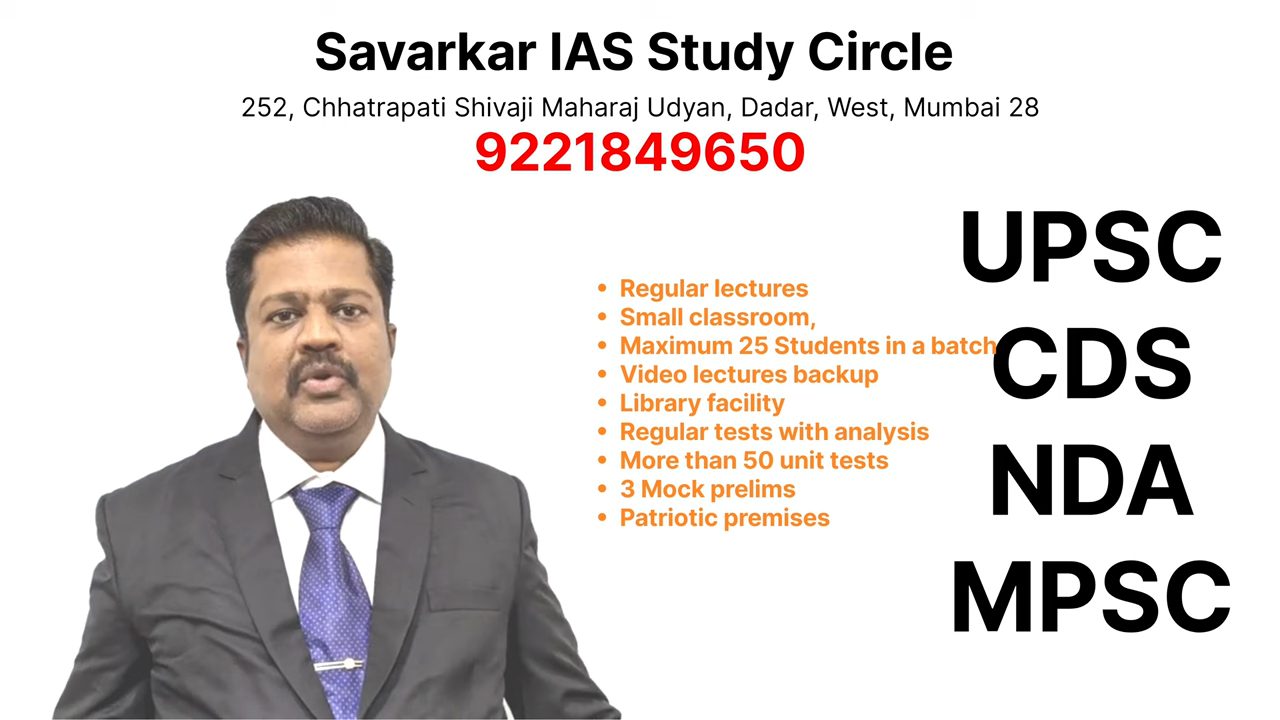 Savarkar IAS Study Circle
252, Chhatrapati Shivaji Maharaj Udyan, Dadar, West, Mumbai 28
9221849650
• Regular lectures
• Small classroom,
• Maximum 25 Students in a batch
• Video lectures backup
• Library facility
• Regular tests with analysis
• More than 50 unit tests
• 3 Mock prelims
• Patriotic premises
UPSC
CDS
NDA
MPSC